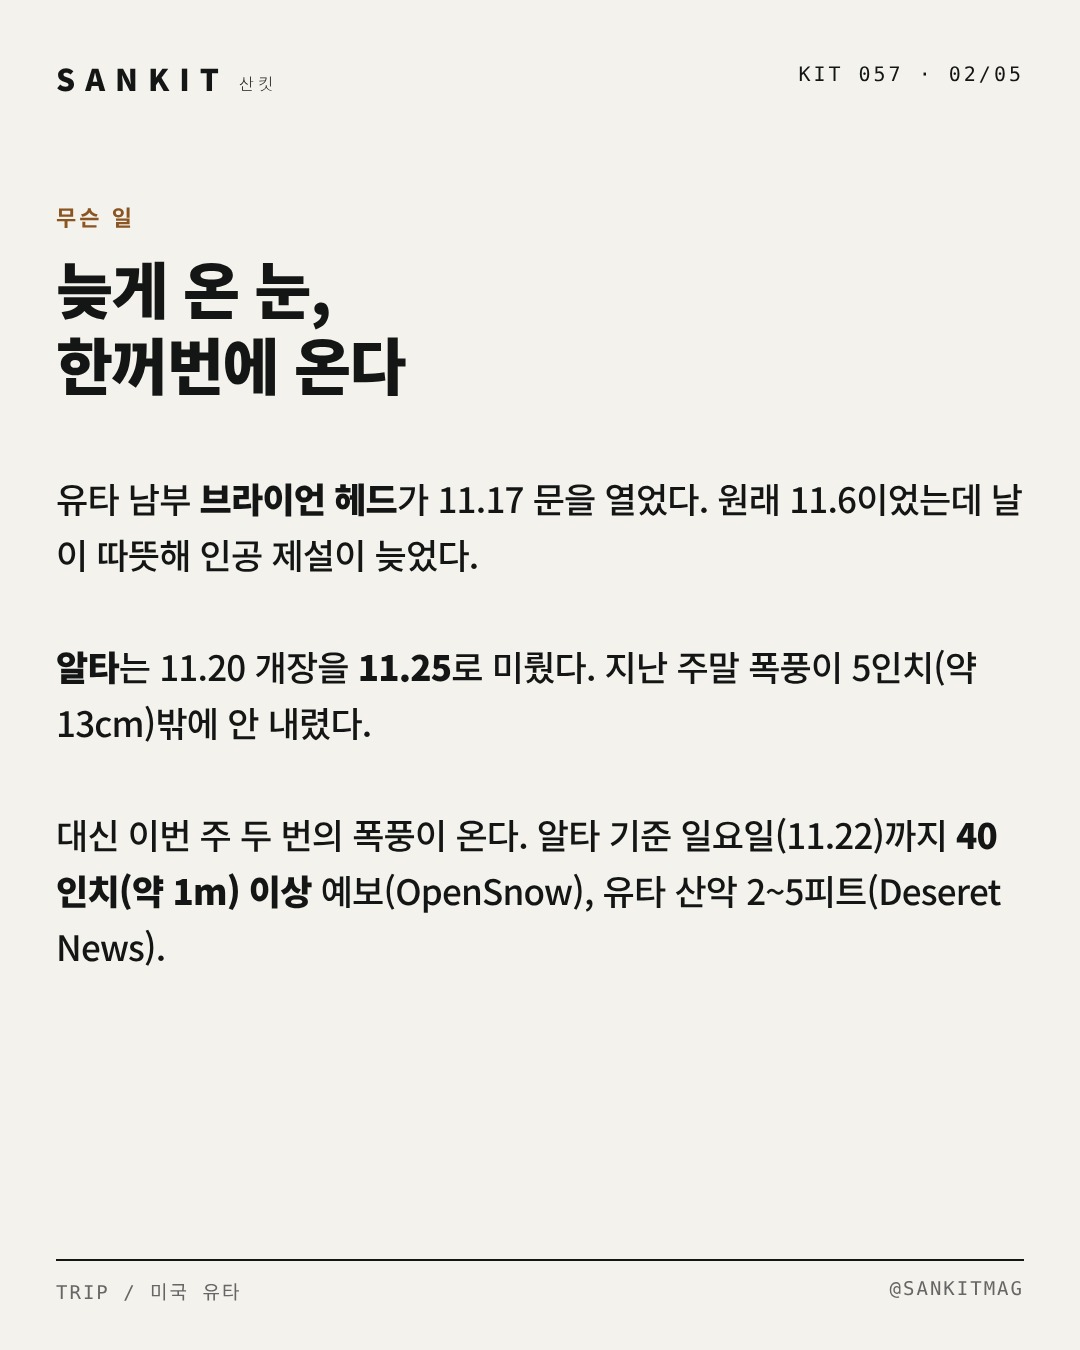 SANKIT 산킷
KIT 057 · 02/05
무슨 일
늦게 온 눈,
한꺼번에 온다
유타 남부 브라이언 헤드가 11.17 문을 열었다. 원래 11.6이었는데 날
이 따뜻해 인공 제설이 늦었다.
알타는 11.20 개장을 11.25로 미뤘다. 지난 주말 폭풍이 5인치(약
13cm)밖에 안 내렸다.
대신 이번 주 두 번의 폭풍이 온다. 알타 기준 일요일(11.22)까지 40
인치(약 1m) 이상 예보(OpenSnow), 유타 산악 2~5피트(Deseret
News).
TRIP / 미국 유타
@SANKITMAG